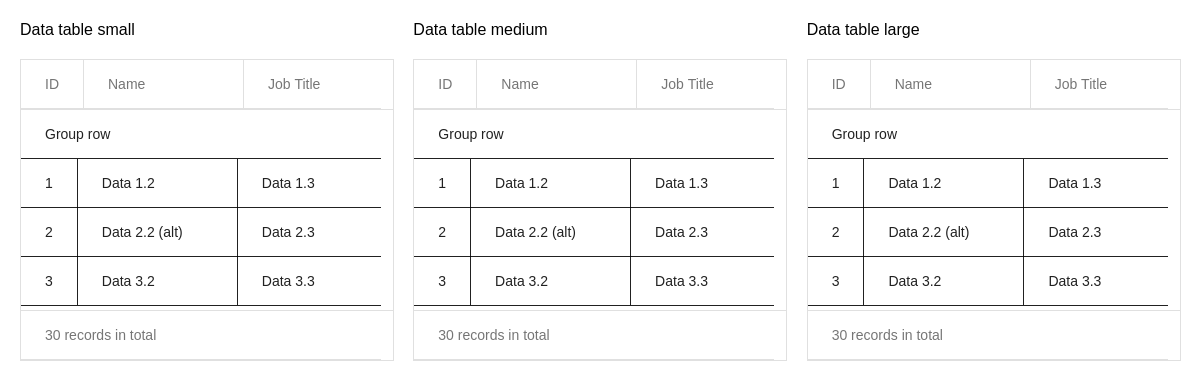 Data table small
ID Name Job Title
Group row
1 Data 1.2 Data 1.3
2 Data 2.2 (alt) Data 2.3
3 Data 3.2 Data 3.3
30 records in total
Data table medium
ID Name Job Title
Group row
1 Data 1.2 Data 1.3
2 Data 2.2 (alt) Data 2.3
3 Data 3.2 Data 3.3
30 records in total
Data table large
ID Name Job Title
Group row
1 Data 1.2 Data 1.3
2 Data 2.2 (alt) Data 2.3
3 Data 3.2 Data 3.3
30 records in total